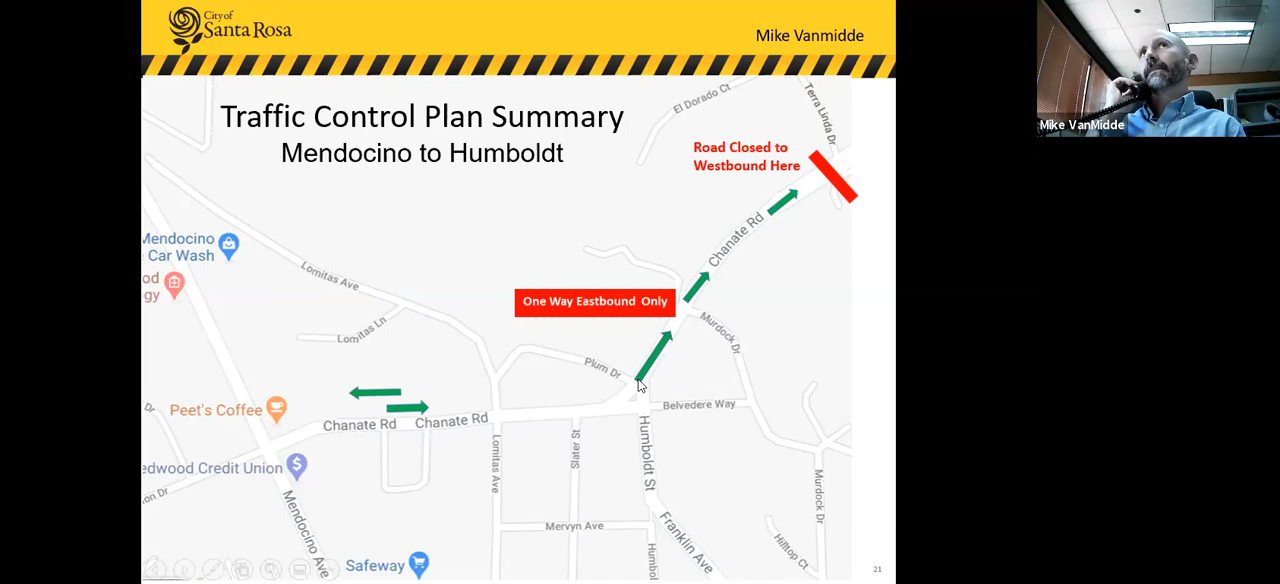 City of
Santa Rosa
Mike Vanmidde
Mike VanMidde
Traffic Control Plan Summary
Mendocino to Humboldt
El Dorado Ct
Terra Linda Dr
Road Closed to
Westbound Here
Chanate Rd
Mendocino
Car Wash
Lomitas Ave
One Way Eastbound Only
Lomitas Ln
Murdock Dr
Plum Dr
Peet's Coffee
Chanate Rd
Chanate Rd
Belvedere Way
Dr
Lomitas Ave
Slater St
Humboldt St
Credit Union
Murdock Dr
Mendocino Ave
Mervyn Ave
Franklin Ave
Hilltop Ct
Safeway
21